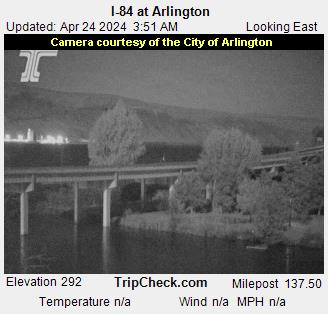 I-84 at Arlington
Updated: Apr 24 2024 3:51 AM Looking East
Camera courtesy of the City of Arlington
Elevation 292 TripCheck.com Milepost 137.50
Temperature n/a Wind n/a MPH n/a